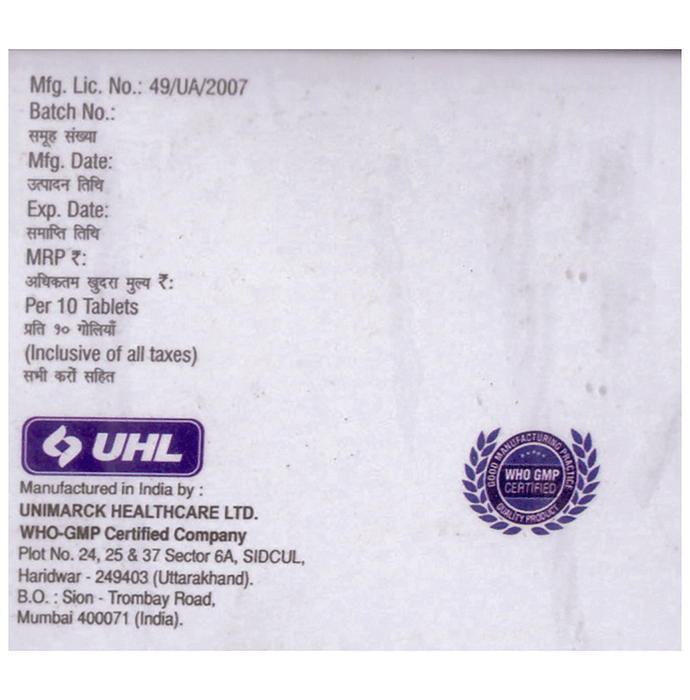 Mfg. Lic. No.: 49/UA/2007
Batch No.:
समूह संख्या
Mfg. Date:
उत्पादन तिथि
Exp. Date:
समाप्ति तिथि
MRP ₹:
अधिकतम खुदरा मुल्य ₹:
Per 10 Tablets
प्रति १० गोलियाँ
(Inclusive of all taxes)
सभी करों सहित
UHL
Manufactured in India by :
UNIMARCK HEALTHCARE LTD.
WHO-GMP Certified Company
Plot No. 24, 25 & 37 Sector 6A, SIDCUL,
Haridwar - 249403 (Uttarakhand).
B.O. : Sion - Trombay Road,
Mumbai 400071 (India).
GOOD MANUFACTURING PRACTICE
WHO GMP
CERTIFIED
QUALITY PRODUCT